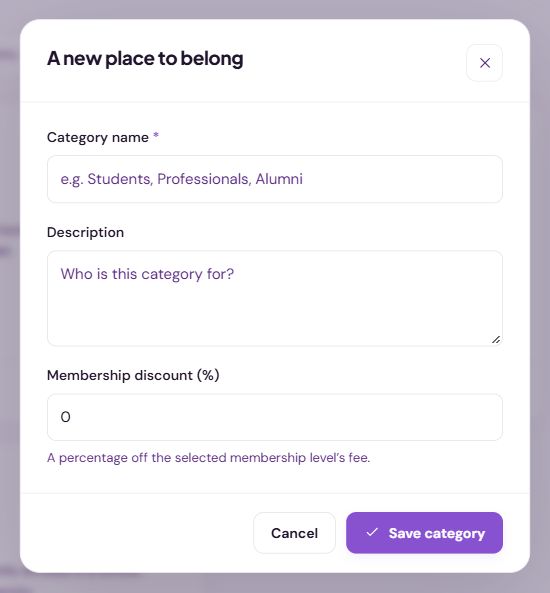 A new place to belong
Category name *
e.g. Students, Professionals, Alumni
Description
Who is this category for?
Membership discount (%)
0
A percentage off the selected membership level's fee.
Cancel
Save category